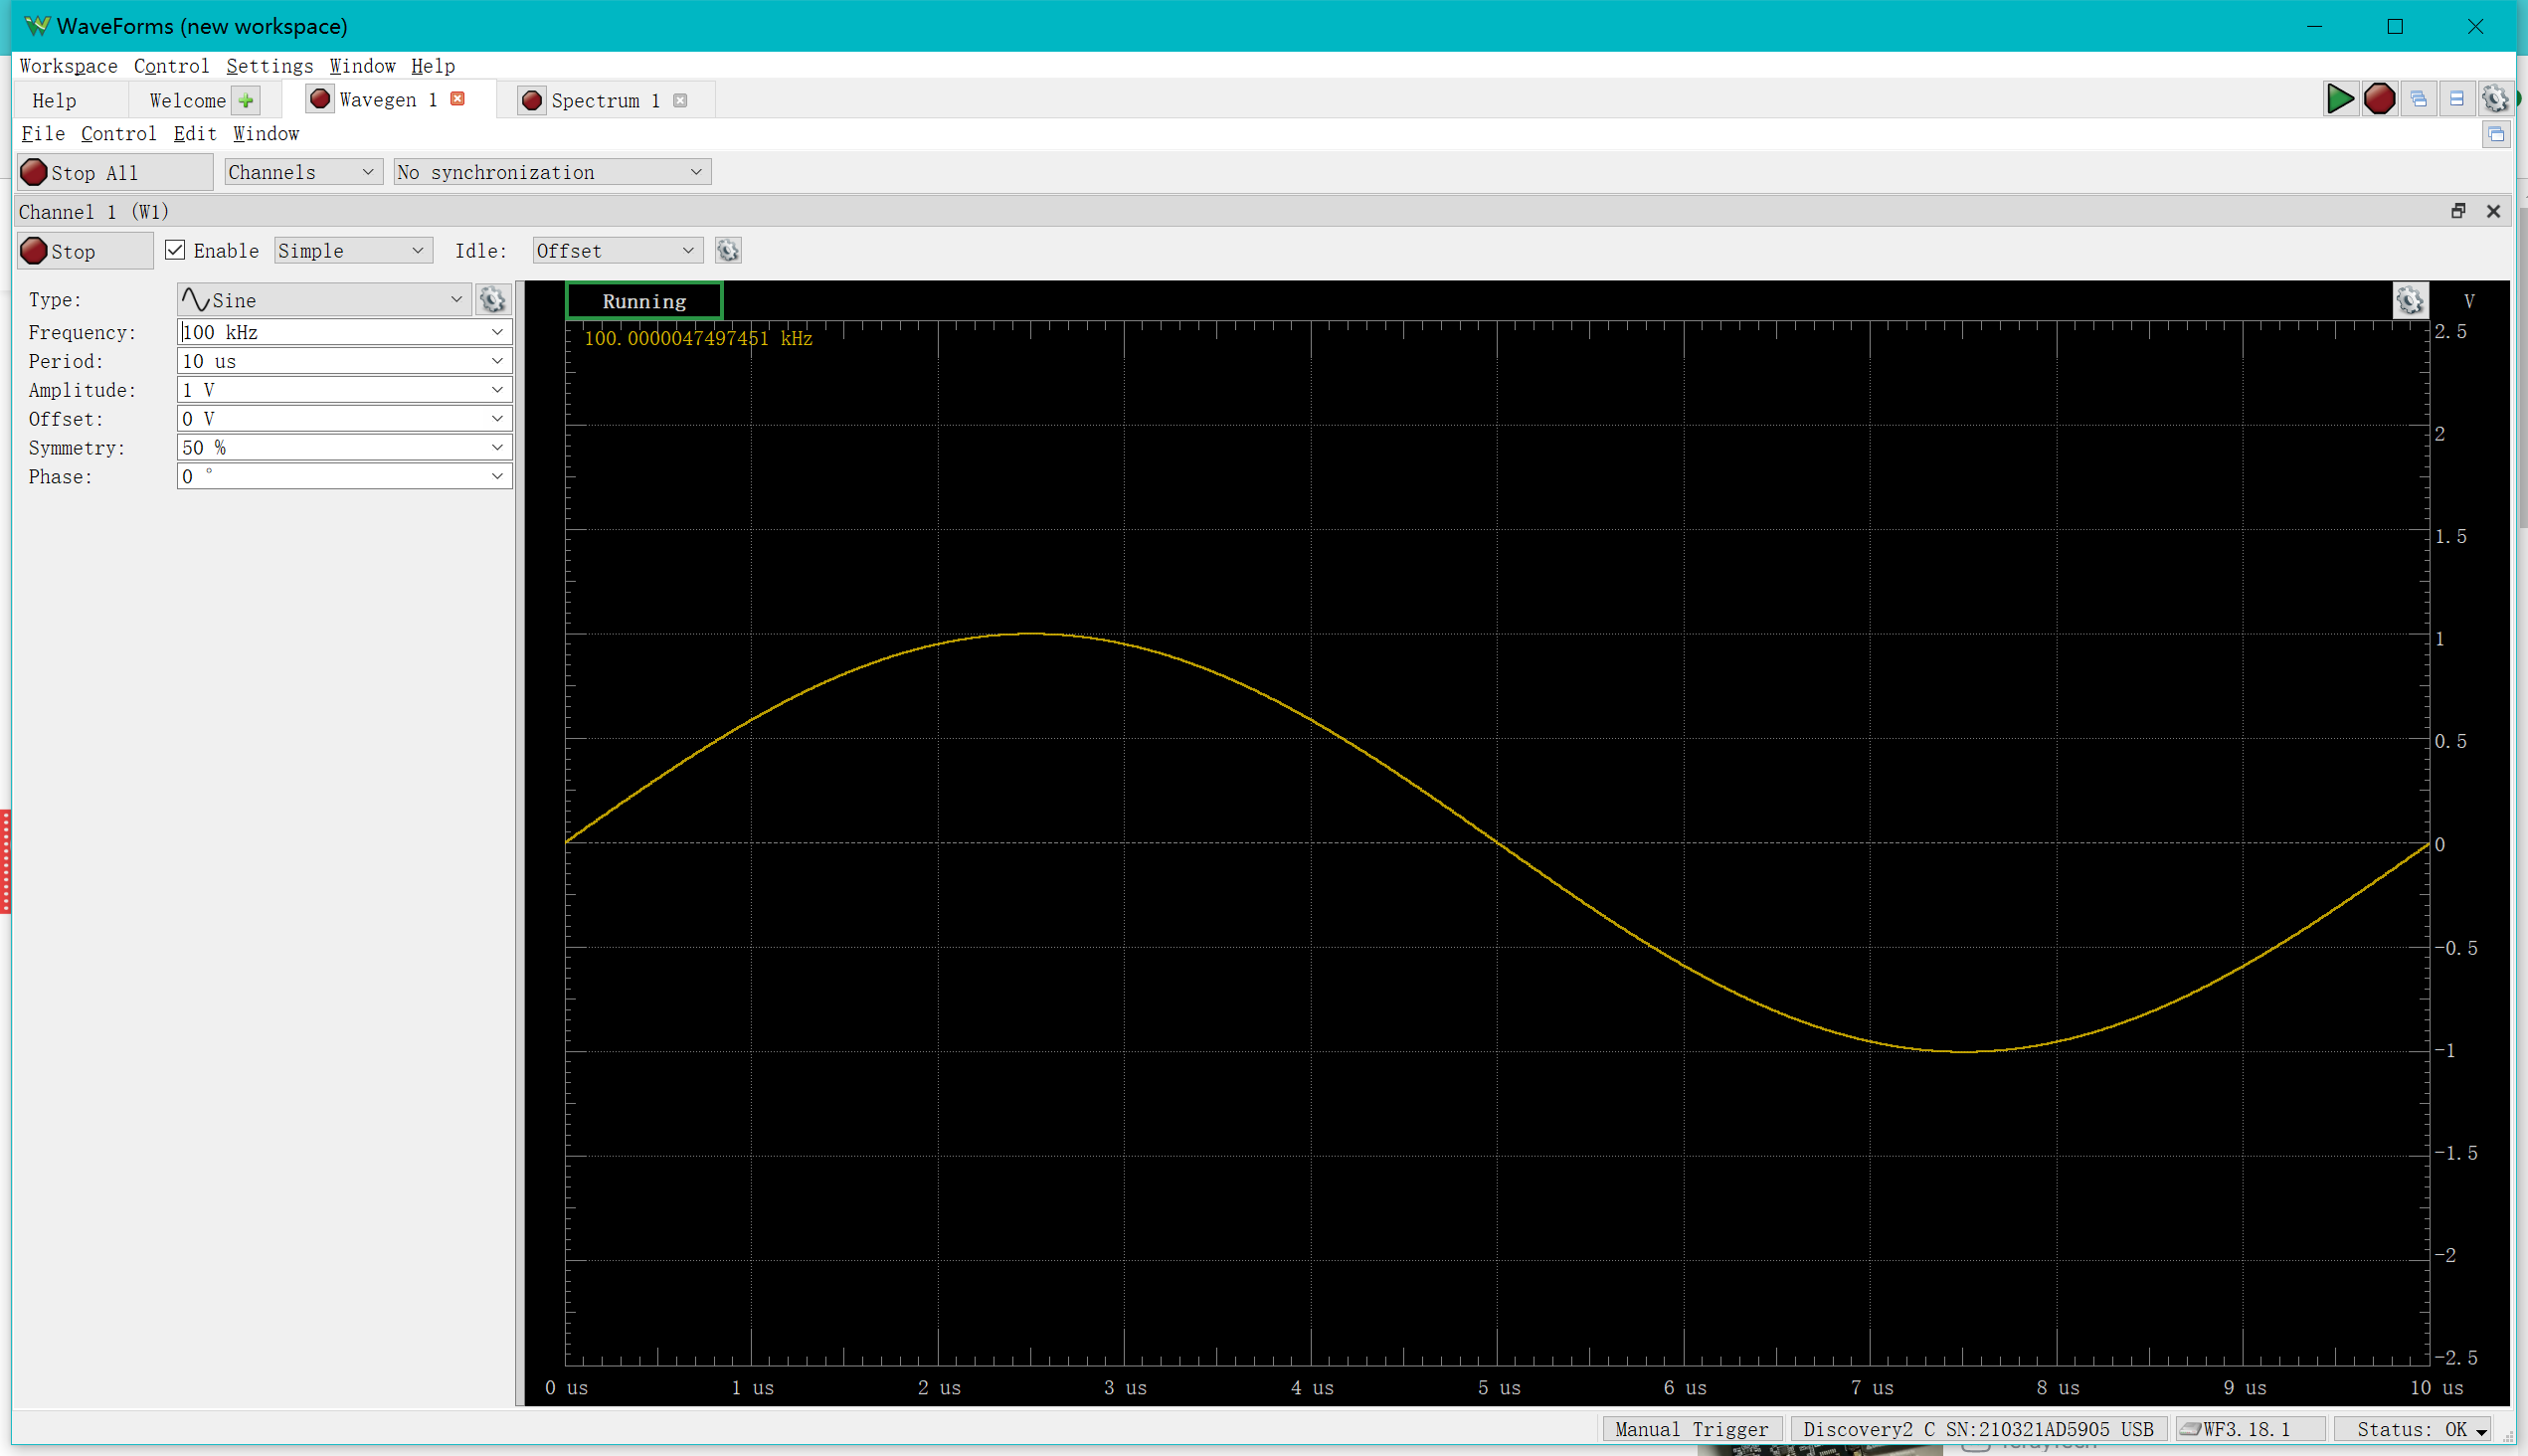 WaveForms (new workspace)
Workspace Control Settings Window Help
Help Welcome Wavegen 1 Spectrum 1
File Control Edit Window
Stop All Channels No synchronization
Channel 1 (W1)
Stop Enable Simple Idle: Offset
Type: Sine
Frequency: 100 kHz
Period: 10 us
Amplitude: 1 V
Offset: 0 V
Symmetry: 50 %
Phase: 0 °
Running V
100.0000047497451 kHz
2.5
2
1.5
1
0.5
0
-0.5
-1
-1.5
-2
-2.5
0 us 1 us 2 us 3 us 4 us 5 us 6 us 7 us 8 us 9 us 10 us
Manual Trigger Discovery2 C SN:210321AD5905 USB WF3.18.1 Status: OK